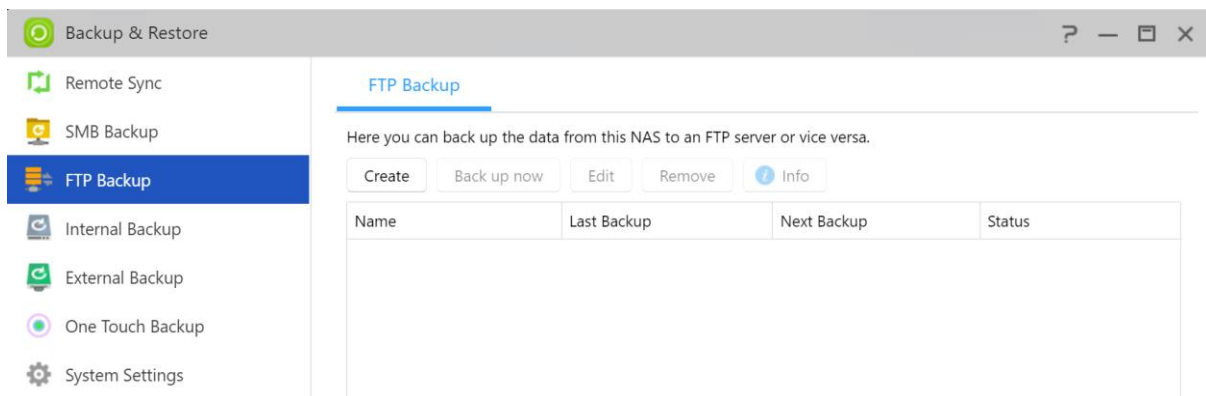 Backup & Restore
Remote Sync
SMB Backup
FTP Backup
Internal Backup
External Backup
One Touch Backup
System Settings
FTP Backup
Here you can back up the data from this NAS to an FTP server or vice versa.
Create Back up now Edit Remove Info
Name Last Backup Next Backup Status